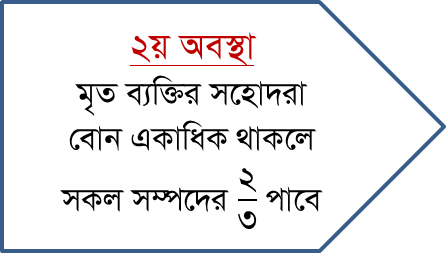 ২য় অবস্থা
মৃত ব্যক্তির সহোদরা
বোন একাধিক থাকলে
সকল সম্পদের ২/৩ পাবে